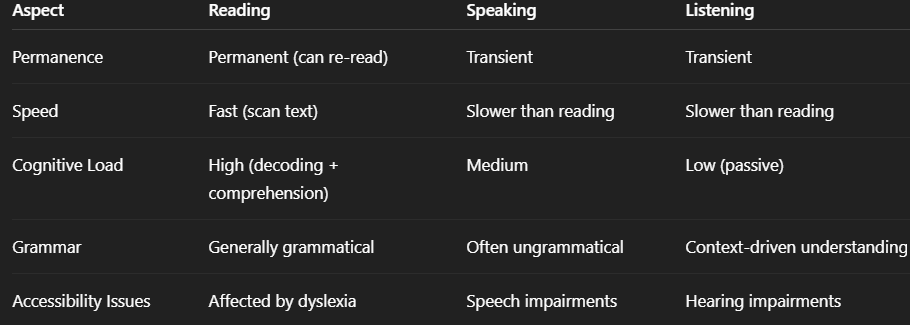 Aspect Reading Speaking Listening
Permanence Permanent (can re-read) Transient Transient
Speed Fast (scan text) Slower than reading Slower than reading
Cognitive Load High (decoding + comprehension) Medium Low (passive)
Grammar Generally grammatical Often ungrammatical Context-driven understanding
Accessibility Issues Affected by dyslexia Speech impairments Hearing impairments